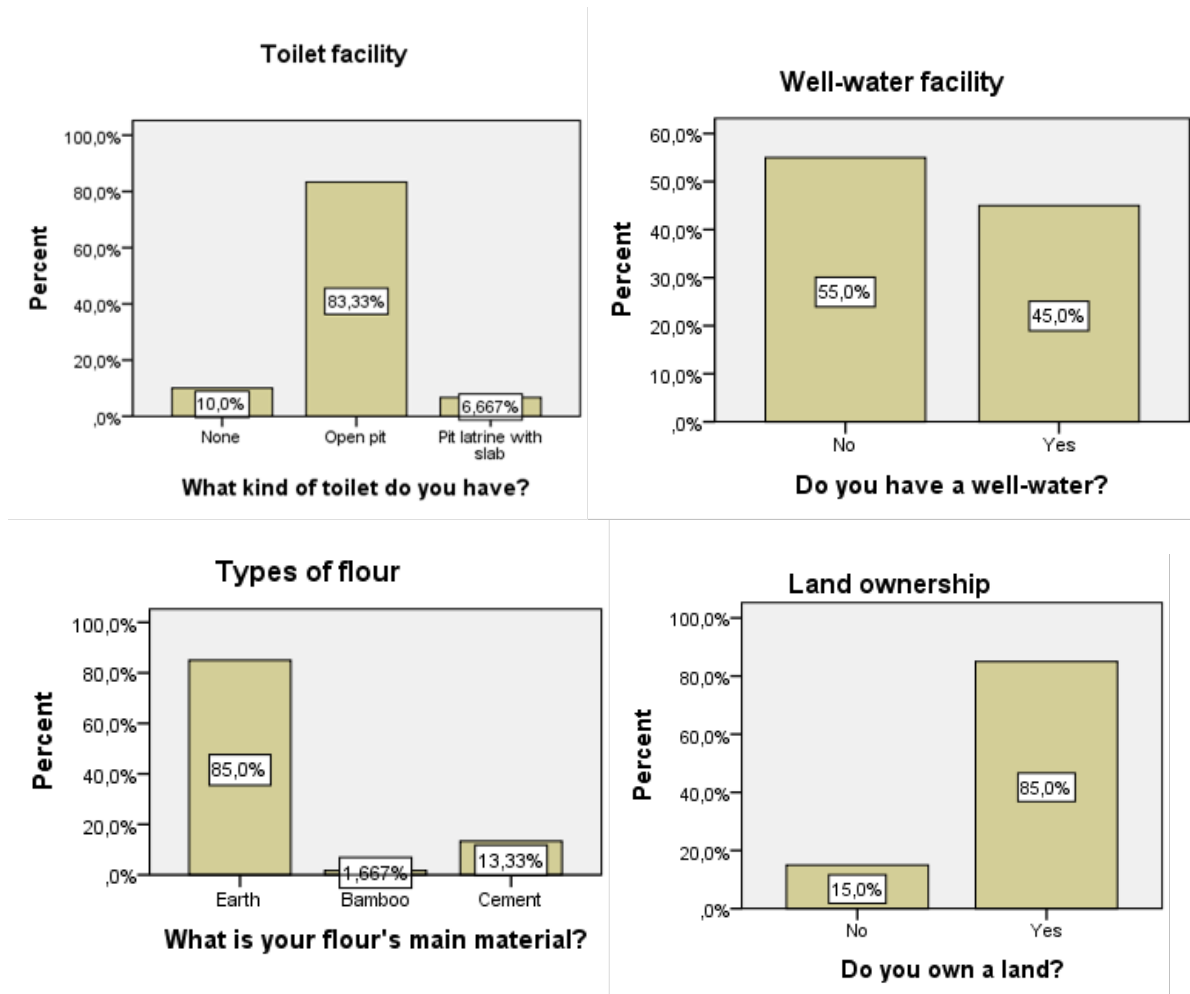 Toilet facility
100,0%
80,0%
60,0%
40,0%
20,0%
,0%
Percent
10,0%
83,33%
6,667%
None
Open pit
Pit latrine with
slab
What kind of toilet do you have?
Well-water facility
60,0%
50,0%
40,0%
30,0%
20,0%
10,0%
,0%
Percent
55,0%
45,0%
No
Yes
Do you have a well-water?
Types of flour
100,0%
80,0%
60,0%
40,0%
20,0%
,0%
Percent
85,0%
1,667%
13,33%
Earth
Bamboo
Cement
What is your flour's main material?
Land ownership
100,0%
80,0%
60,0%
40,0%
20,0%
,0%
Percent
15,0%
85,0%
No
Yes
Do you own a land?